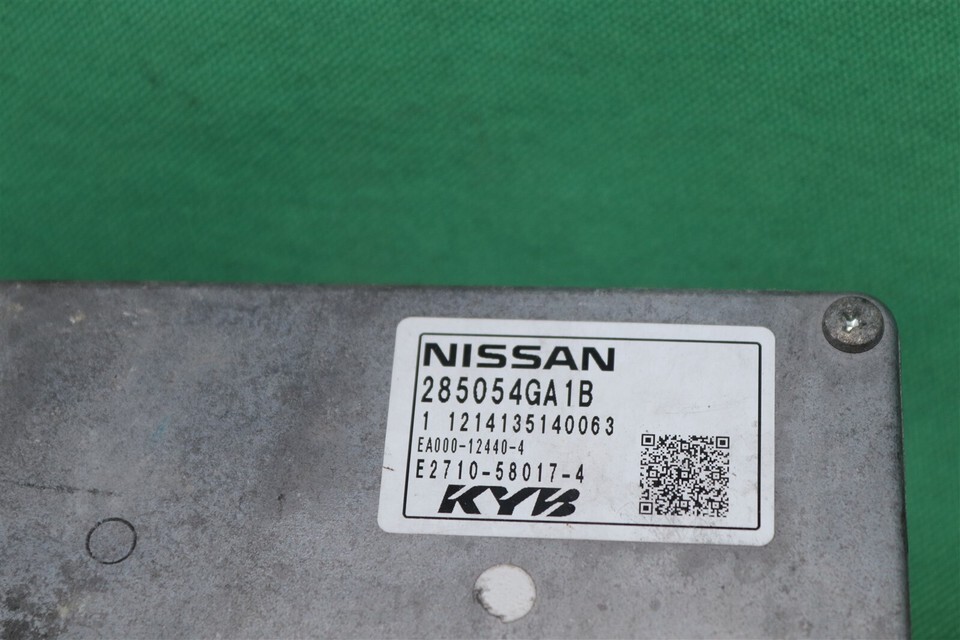 NISSAN
285054GA1B
1 1214135140063
EA000-12440-4
E2710-58017-4
KYB